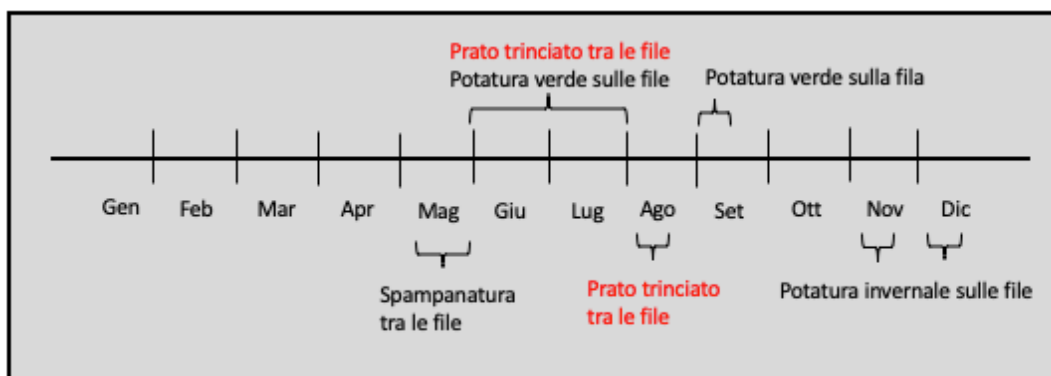 Prato trinciato tra le file
Potatura verde sulle file
Potatura verde sulla fila
Gen Feb Mar Apr Mag Giu Lug Ago Set Ott Nov Dic
Spampanatura
tra le file
Prato trinciato
tra le file
Potatura invernale sulle file